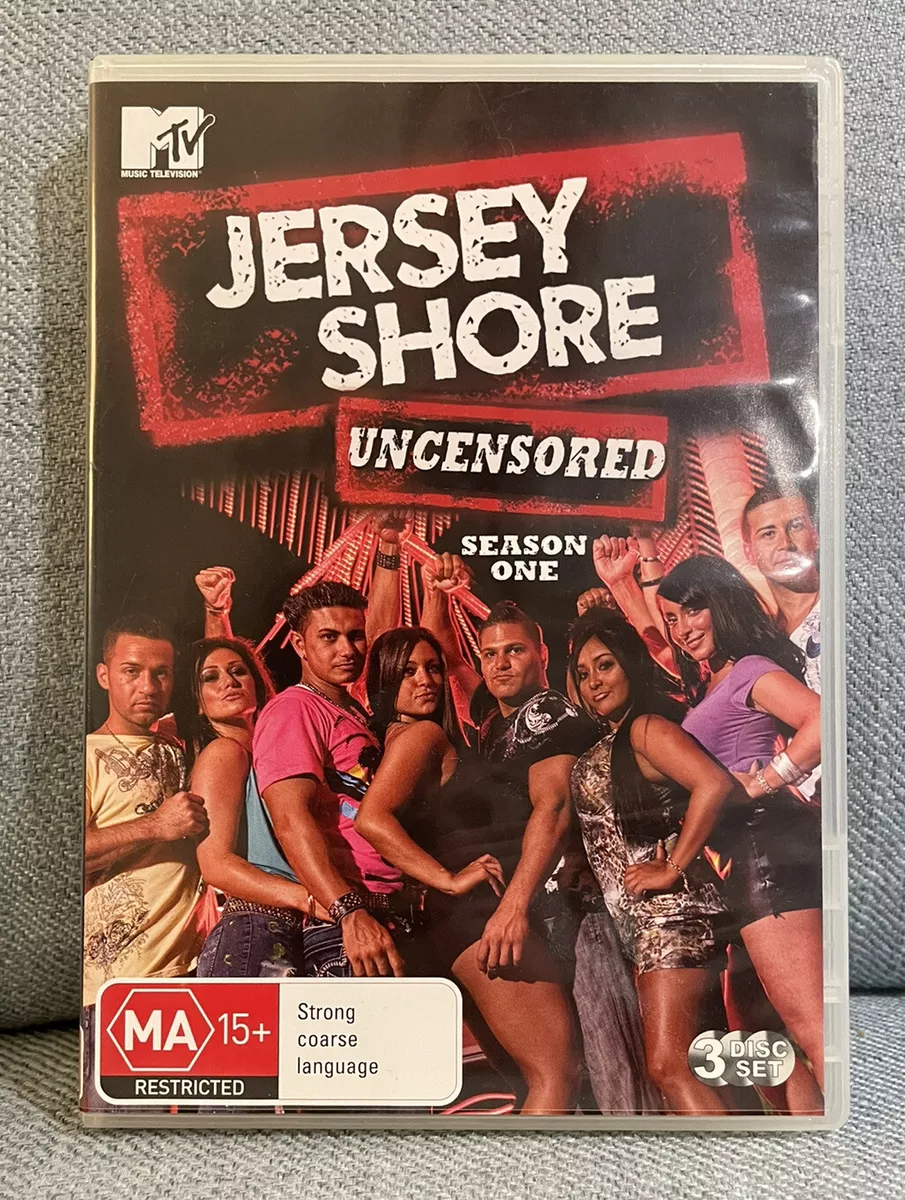 MTV
MUSIC TELEVISION®
JERSEY
SHORE
UNCENSORED
SEASON
ONE
MA 15+
RESTRICTED
Strong
coarse
language
3 DISC
SET